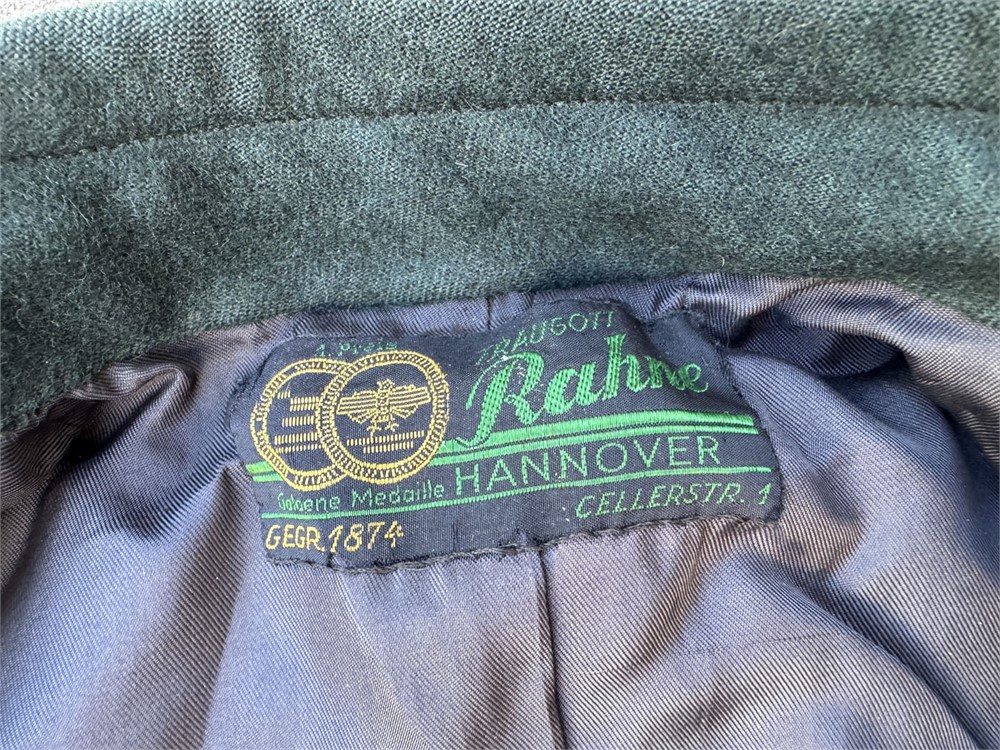 1. Preis
TRAUGOTT
Rahne
Goldene Medaille
HANNOVER
GEGR. 1874
CELLERSTR. 1